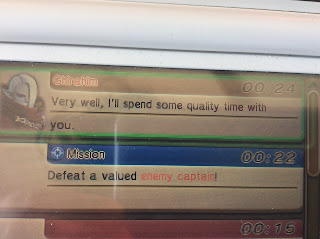 Ghirahim
00:24
Very well, I'll spend some quality time with
you.
Mission
00:22
Defeat a valued enemy captain!
00:15